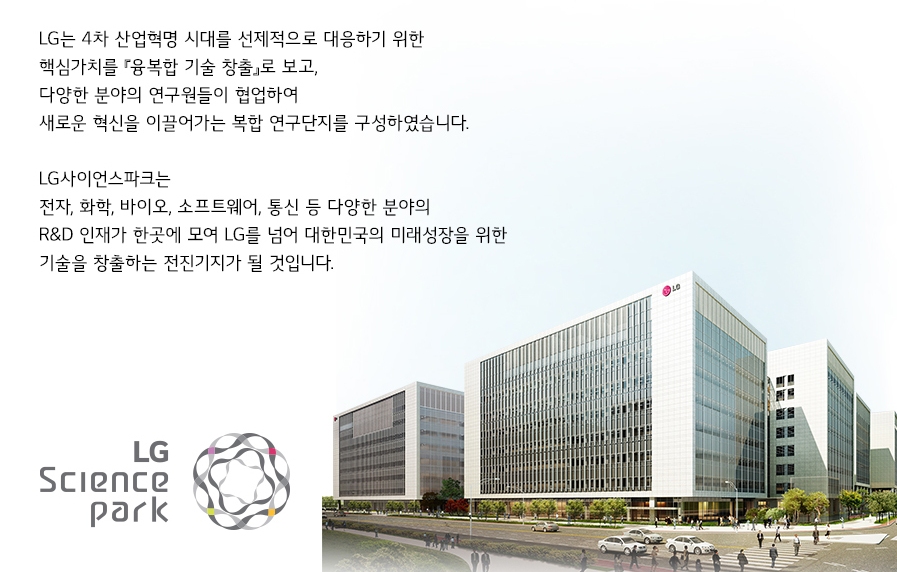 LG는 4차 산업혁명 시대를 선제적으로 대응하기 위한
핵심가치를 『융복합 기술 창출』로 보고,
다양한 분야의 연구원들이 협업하여
새로운 혁신을 이끌어가는 복합 연구단지를 구성하였습니다.
LG사이언스파크는
전자, 화학, 바이오, 소프트웨어, 통신 등 다양한 분야의
R&D 인재가 한곳에 모여 LG를 넘어 대한민국의 미래성장을 위한
기술을 창출하는 전진기지가 될 것입니다.
LG
LG
Science
park